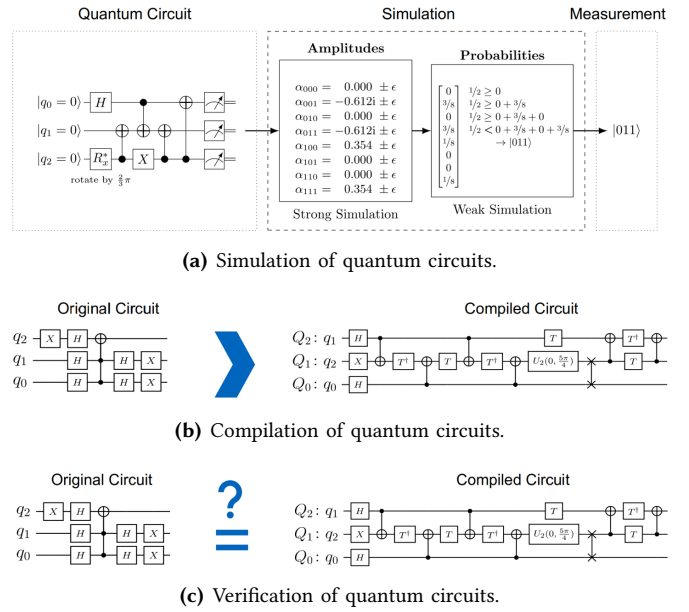 Quantum Circuit
Simulation
Measurement
|q₀ = 0⟩ H
|q₁ = 0⟩
|q₂ = 0⟩ Rₓ* X
rotate by 2/3 π
Amplitudes
α₀₀₀ = 0.000 ± ϵ
α₀₀₁ = −0.612i ± ϵ
α₀₁₀ = 0.000 ± ϵ
α₀₁₁ = −0.612i ± ϵ
α₁₀₀ = 0.354 ± ϵ
α₁₀₁ = 0.000 ± ϵ
α₁₁₀ = 0.000 ± ϵ
α₁₁₁ = 0.354 ± ϵ
Strong Simulation
Probabilities
0 1/2 ≥ 0
3/8 1/2 ≥ 0 + 3/8
0 1/2 ≥ 0 + 3/8 + 0
3/8 1/2 < 0 + 3/8 + 0 + 3/8
1/8 → |011⟩
0
0
1/8
Weak Simulation
|011⟩
(a) Simulation of quantum circuits.
Original Circuit
Compiled Circuit
q₂ X H
q₁ H H X
q₀ H H X
Q₂: q₁ H T T† 
Q₁: q₂ X T† T T† U₂(0, 5π/4) T
Q₀: q₀ H
(b) Compilation of quantum circuits.
Original Circuit
Compiled Circuit
q₂ X H
q₁ H H X
q₀ H H X
?
=
Q₂: q₁ H T T†
Q₁: q₂ X T† T T† U₂(0, 5π/4) T
Q₀: q₀ H
(c) Verification of quantum circuits.